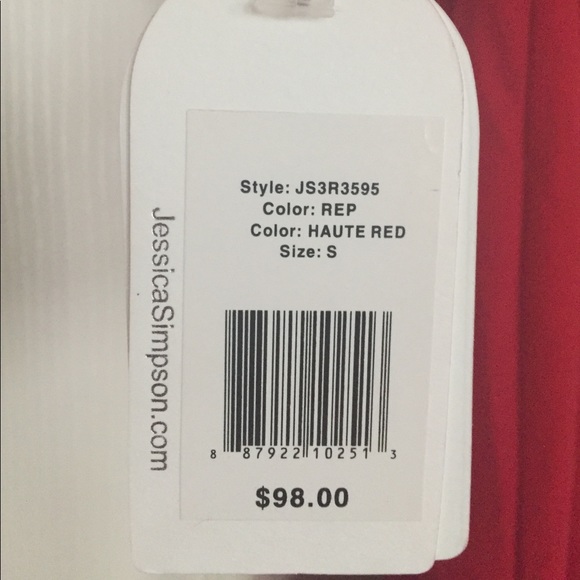 Style: JS3R3595
Color: REP
Color: HAUTE RED
Size: S
JessicaSimpson.com
8 87922 10251 3
$98.00